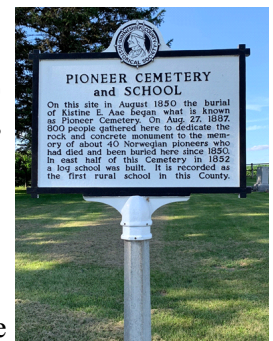 PIONEER CEMETERY
and SCHOOL
On this site in August 1850 the burial
of Kistine E. Aae began what is known
as Pioneer Cemetery. On Aug. 27, 1887.
800 people gathered here to dedicate the
rock and concrete monument to the mem-
ory of about 40 Norwegian pioneers who
had died and been buried here since 1850.
In east half of this Cemetery in 1852
a log school was built. It is recorded as
the first rural school in this County.
e